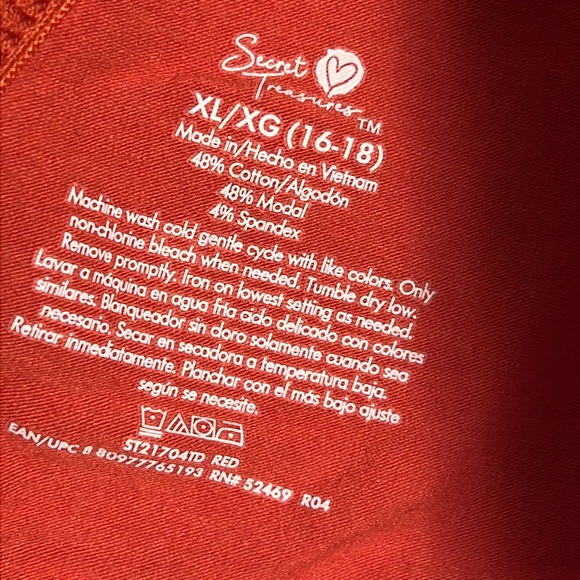 Secret
Treasures™
XL/XG (16-18)
Made in/Hecho en Vietnam
48% Cotton/Algodón
48% Modal
4% Spandex
Machine wash cold gentle cycle with like colors. Only
non-chlorine bleach when needed. Tumble dry low.
Remove promptly. Iron on lowest setting as needed.
Lavar a máquina en agua fría ciclo delicado con colores
similares. Blanqueador sin cloro solamente cuando sea
necesario. Secar en secadora a temperatura baja.
Retirar inmediatamente. Planchar con el más bajo ajuste
según se necesite.
ST21704TD RED
EAN/UPC 8 80977765193 RN# 52469 R04